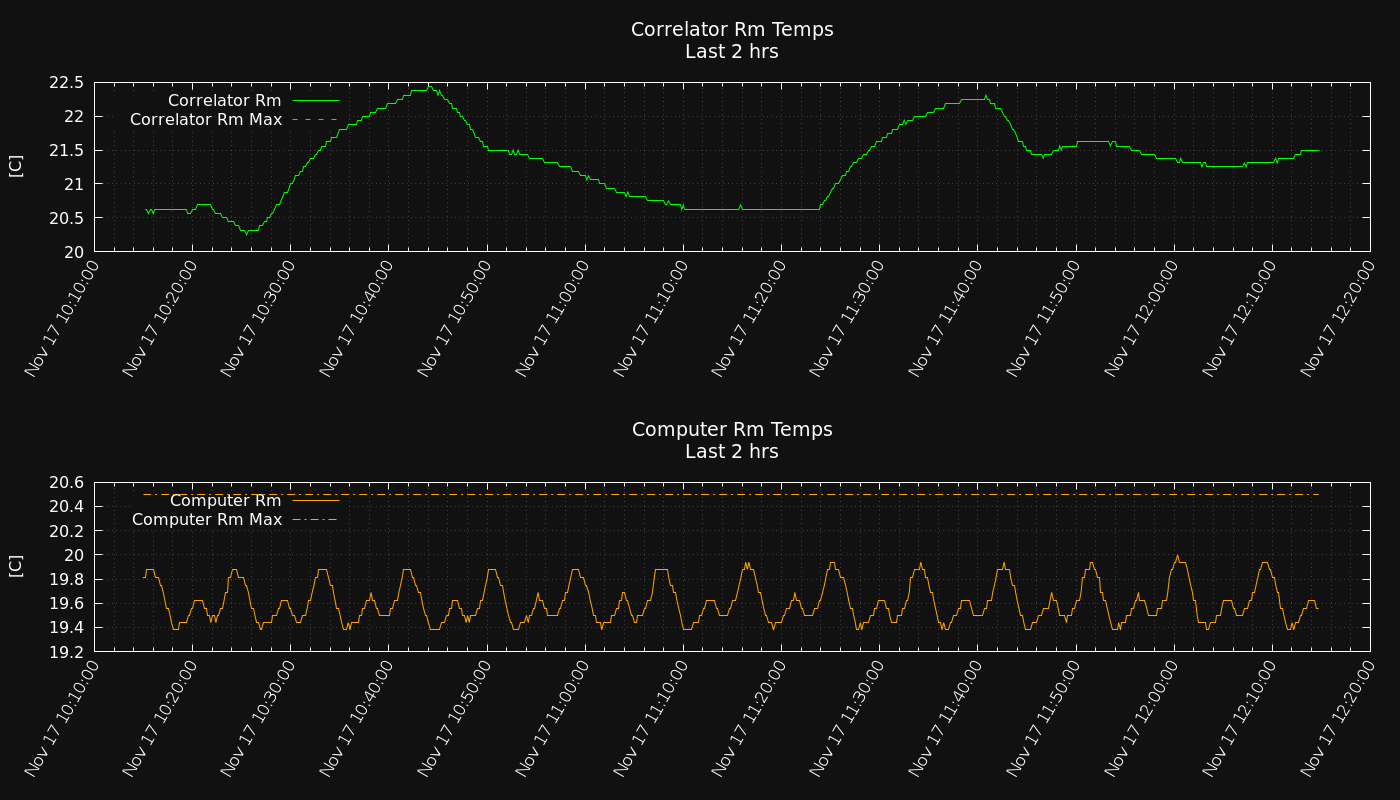 Correlator Rm Temps
Last 2 hrs
22.5
22
21.5
21
20.5
20
[C]
Correlator Rm
Correlator Rm Max
Nov 17 10:10:00
Nov 17 10:20:00
Nov 17 10:30:00
Nov 17 10:40:00
Nov 17 10:50:00
Nov 17 11:00:00
Nov 17 11:10:00
Nov 17 11:20:00
Nov 17 11:30:00
Nov 17 11:40:00
Nov 17 11:50:00
Nov 17 12:00:00
Nov 17 12:10:00
Nov 17 12:20:00
Computer Rm Temps
Last 2 hrs
20.6
20.4
20.2
20
19.8
19.6
19.4
19.2
[C]
Computer Rm
Computer Rm Max
Nov 17 10:10:00
Nov 17 10:20:00
Nov 17 10:30:00
Nov 17 10:40:00
Nov 17 10:50:00
Nov 17 11:00:00
Nov 17 11:10:00
Nov 17 11:20:00
Nov 17 11:30:00
Nov 17 11:40:00
Nov 17 11:50:00
Nov 17 12:00:00
Nov 17 12:10:00
Nov 17 12:20:00